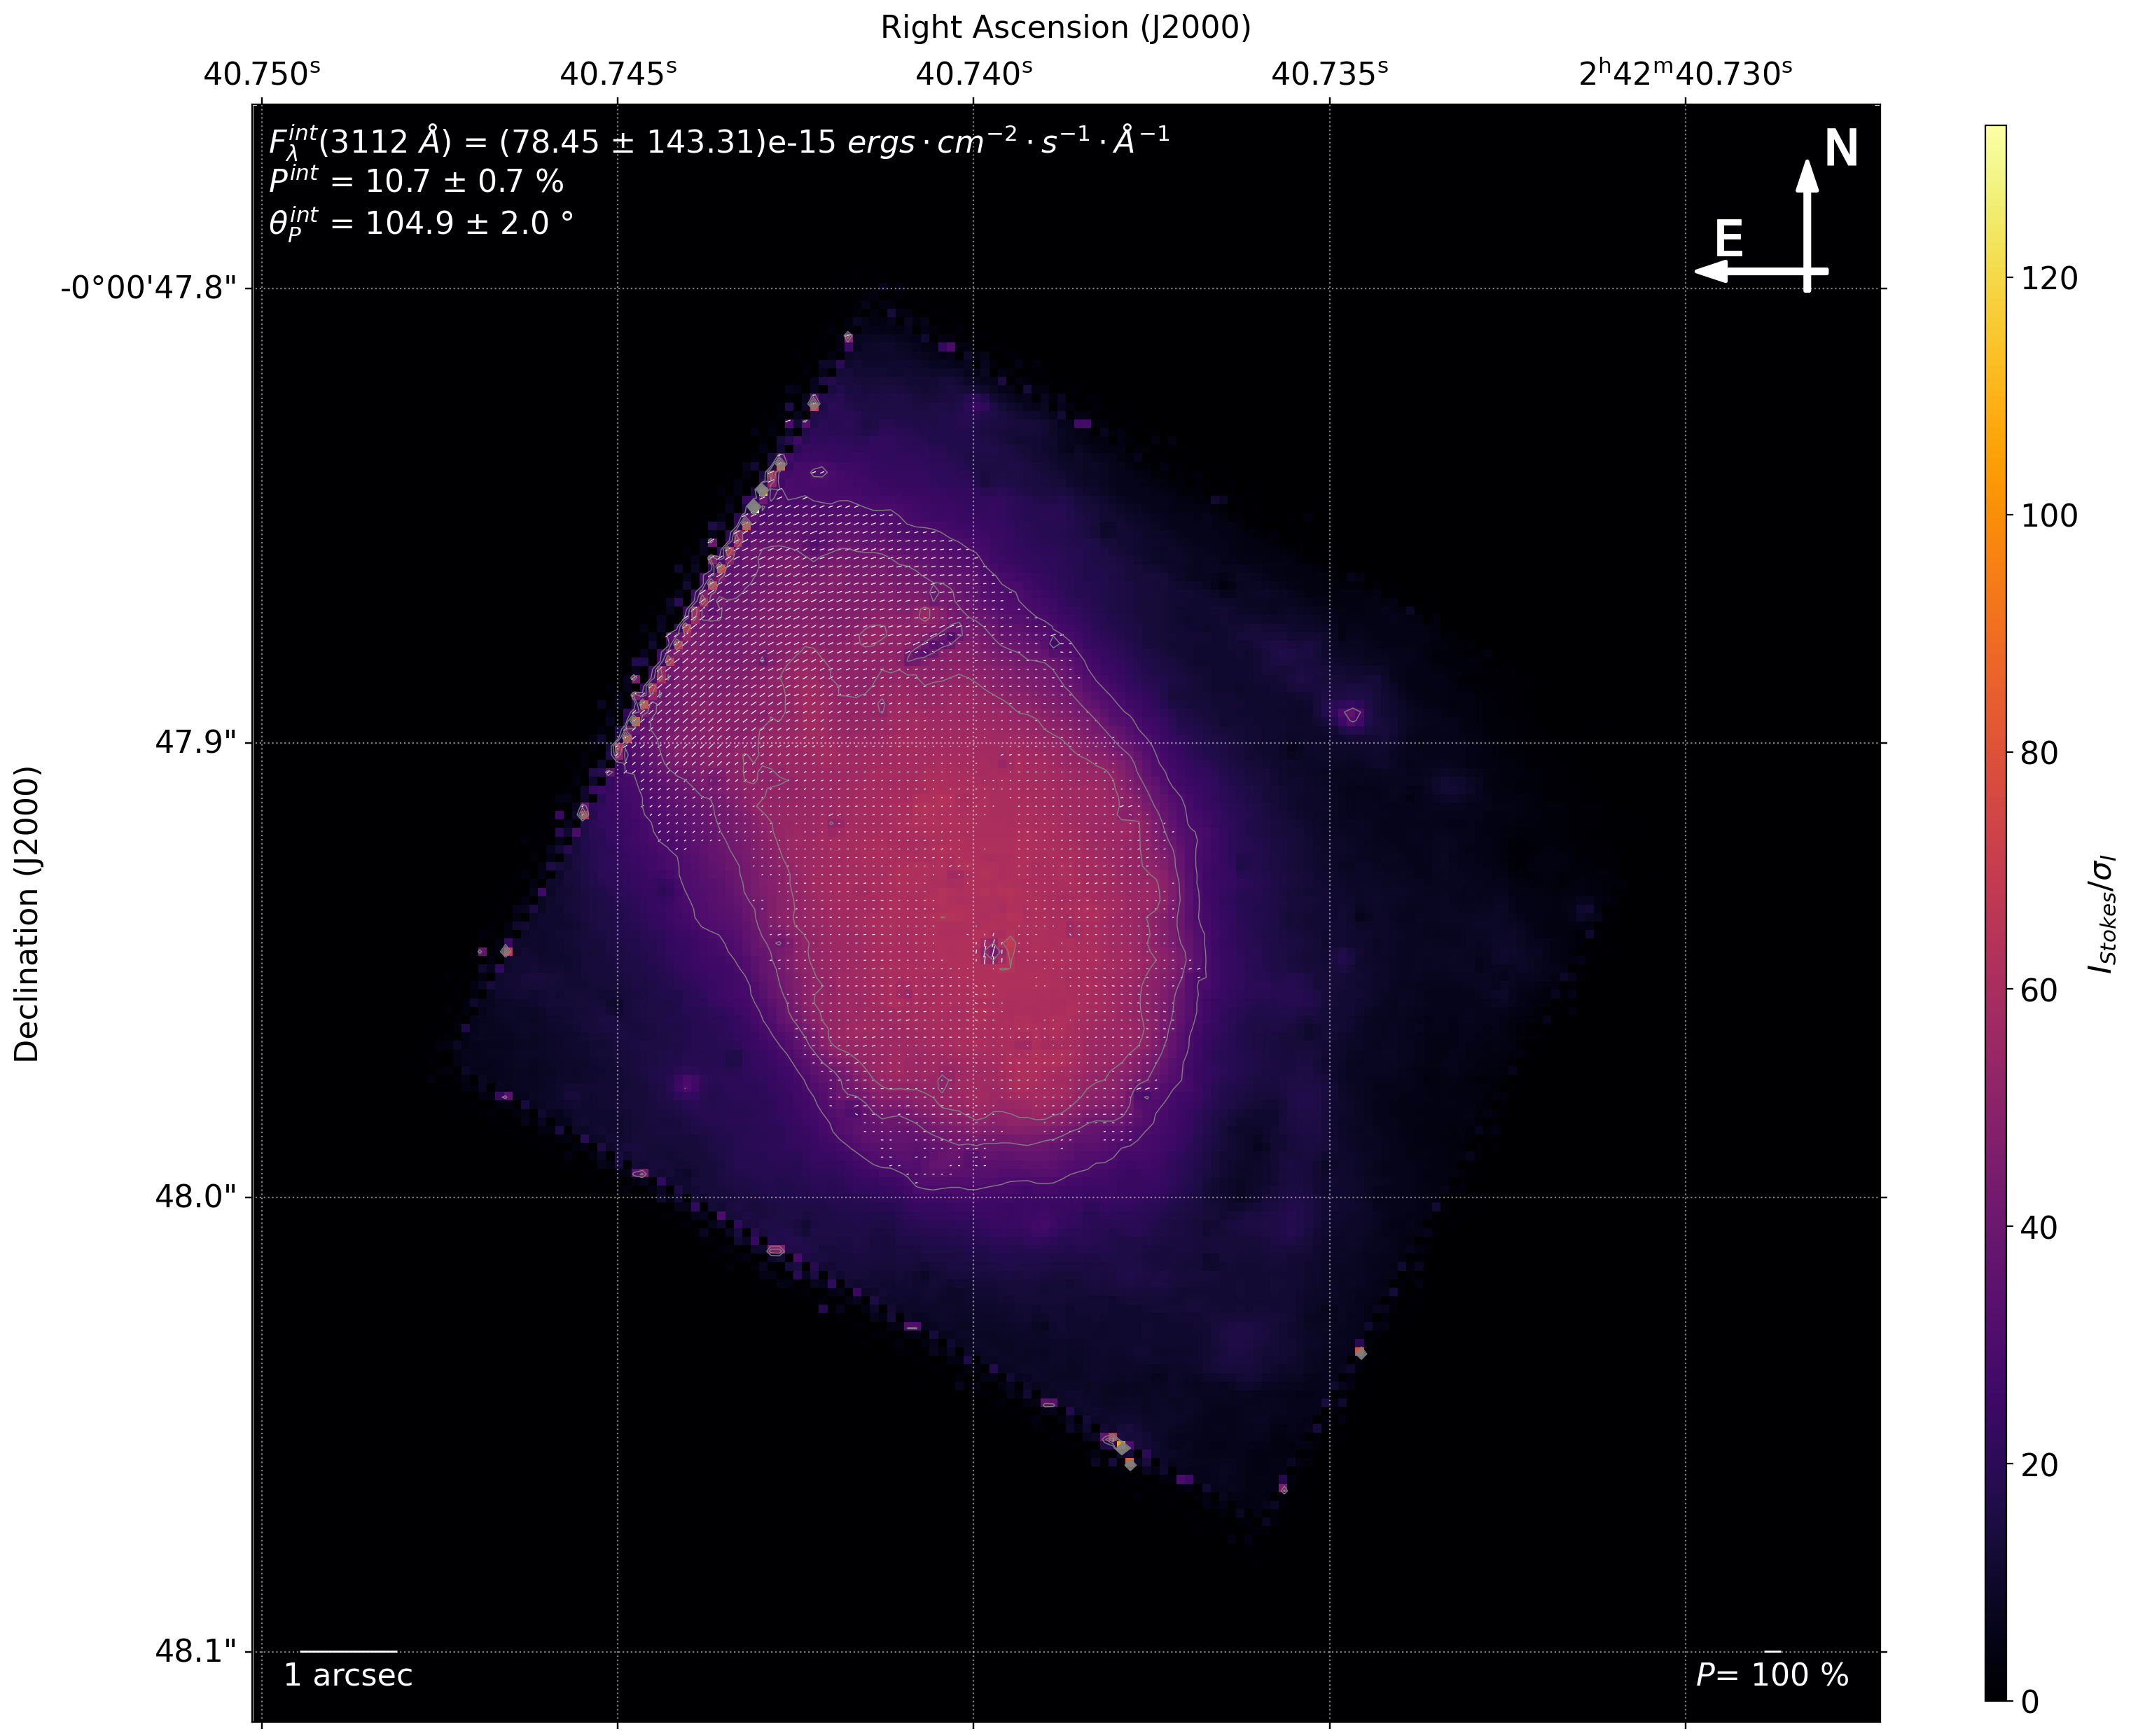 Right Ascension (J2000)
40.750ˢ 40.745ˢ 40.740ˢ 40.735ˢ 2ʰ42ᵐ40.730ˢ
F_λ^int(3112 Å) = (78.45 ± 143.31)e-15 ergs · cm⁻² · s⁻¹ · Å⁻¹
P^int = 10.7 ± 0.7 %
θ_P^int = 104.9 ± 2.0 °
N
E
-0°00'47.8"
47.9"
48.0"
48.1"
Declination (J2000)
1 arcsec
P= 100 %
120
100
80
60
40
20
0
I_Stokes/σ_I